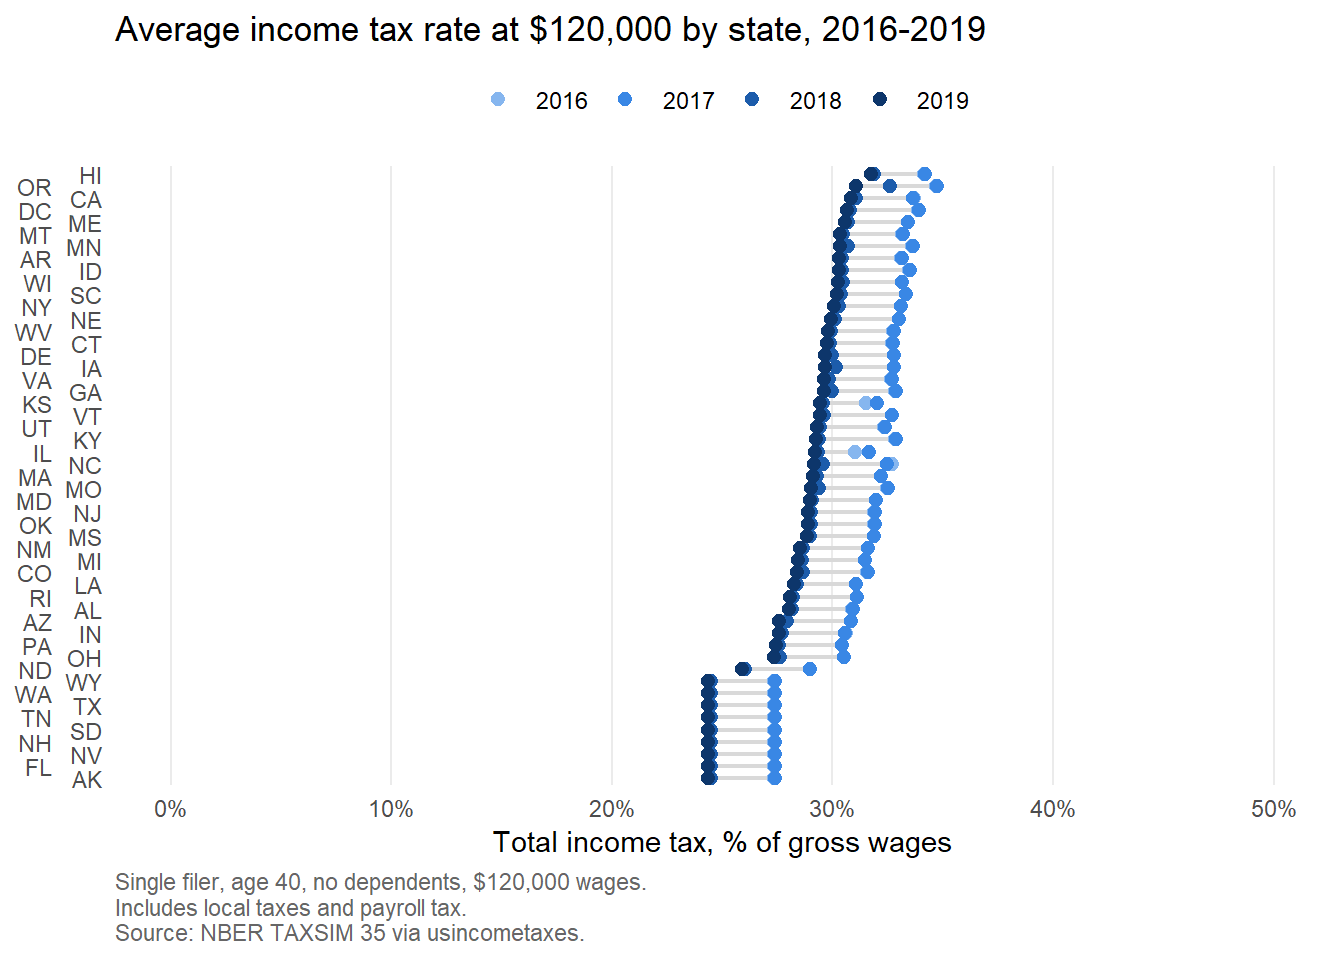 Average income tax rate at $120,000 by state, 2016-2019
2016 2017 2018 2019
HI
OR
CA
DC
ME
MT
MN
AR
ID
WI
SC
NY
NE
WV
CT
DE
IA
VA
GA
KS
VT
UT
KY
IL
NC
MA
MO
MD
NJ
OK
MS
NM
MI
CO
LA
RI
AL
AZ
IN
PA
OH
ND
WY
WA
TX
TN
SD
NH
NV
FL
AK
0% 10% 20% 30% 40% 50%
Total income tax, % of gross wages
Single filer, age 40, no dependents, $120,000 wages.
Includes local taxes and payroll tax.
Source: NBER TAXSIM 35 via usincometaxes.